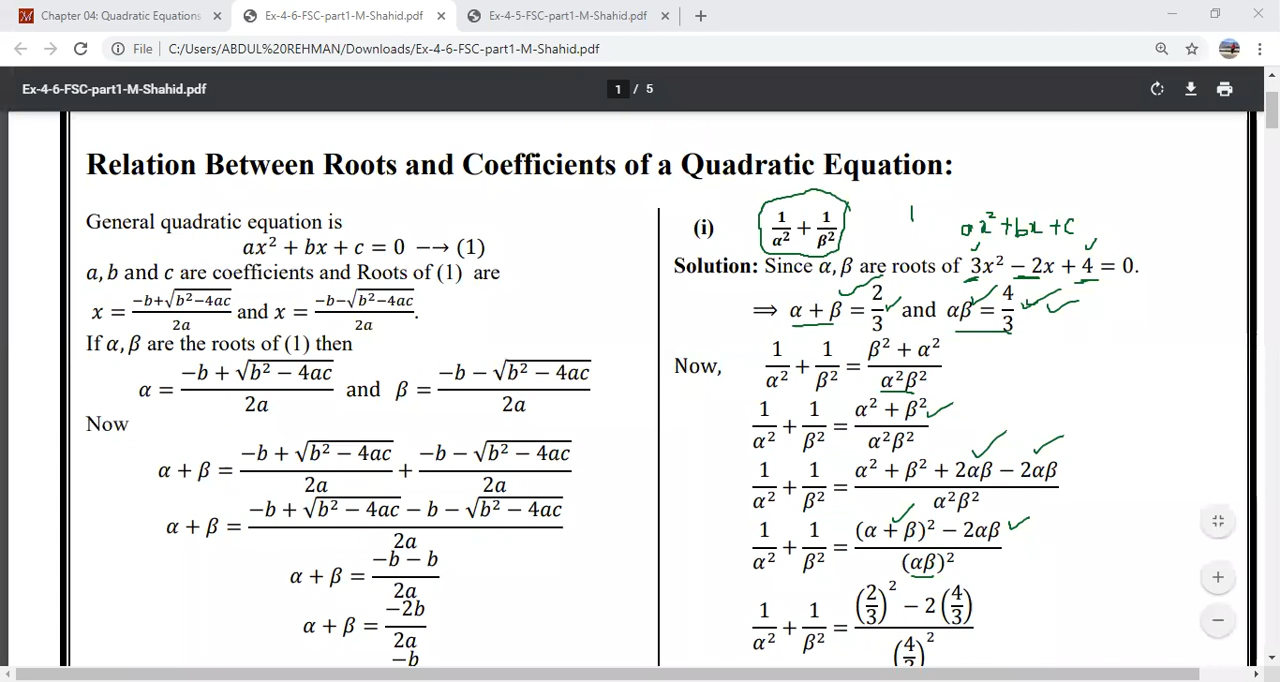 Chapter 04: Quadratic Equations
Ex-4-6-FSC-part1-M-Shahid.pdf
Ex-4-5-FSC-part1-M-Shahid.pdf
File | C:/Users/ABDUL%20REHMAN/Downloads/Ex-4-6-FSC-part1-M-Shahid.pdf
Ex-4-6-FSC-part1-M-Shahid.pdf
1 / 5
Relation Between Roots and Coefficients of a Quadratic Equation:
General quadratic equation is
ax² + bx + c = 0 −→ (1)
a, b and c are coefficients and Roots of (1) are
x = (−b+√(b²−4ac))/2a and x = (−b−√(b²−4ac))/2a.
If α, β are the roots of (1) then
α = (−b + √(b² − 4ac))/2a and β = (−b − √(b² − 4ac))/2a
Now
α + β = (−b + √(b² − 4ac))/2a + (−b − √(b² − 4ac))/2a
α + β = (−b + √(b² − 4ac) − b − √(b² − 4ac))/2a
α + β = (−b − b)/2a
α + β = −2b/2a
−b
(i) 1/α² + 1/β²
ax²+bx+c
Solution: Since α, β are roots of 3x² − 2x + 4 = 0.
⟹ α + β = 2/3 and αβ = 4/3
Now, 1/α² + 1/β² = (β² + α²)/(α²β²)
1/α² + 1/β² = (α² + β²)/(α²β²)
1/α² + 1/β² = (α² + β² + 2αβ − 2αβ)/(α²β²)
1/α² + 1/β² = ((α + β)² − 2αβ)/(αβ)²
1/α² + 1/β² = ((2/3)² − 2(4/3))/(4/3)²